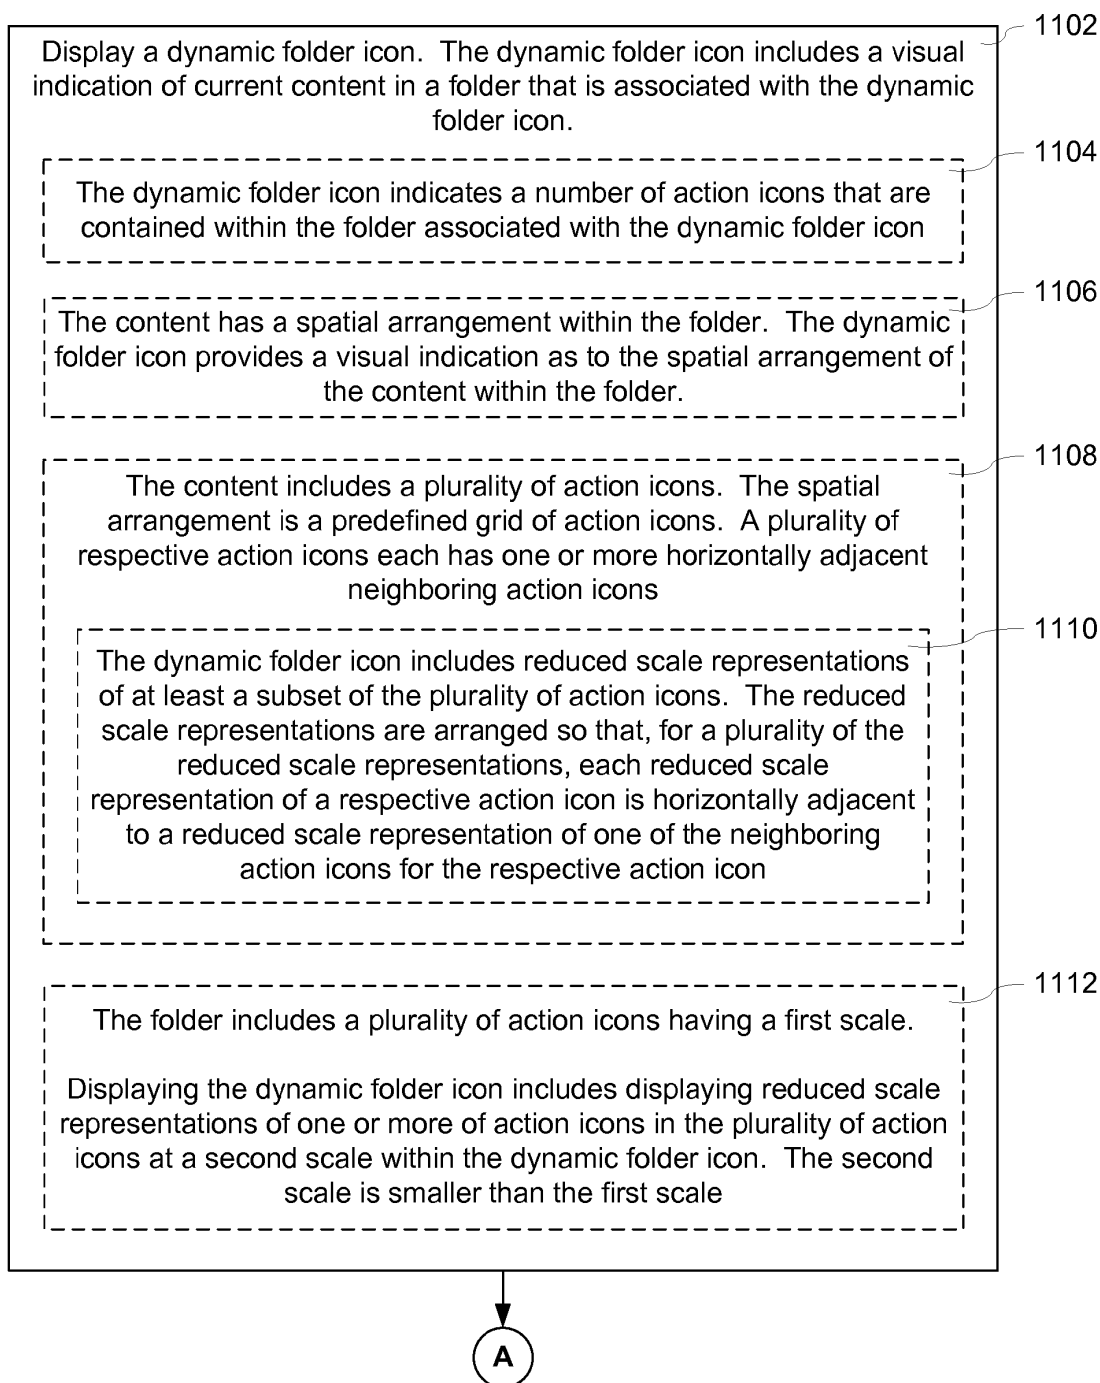 1102
Display a dynamic folder icon.  The dynamic folder icon includes a visual
indication of current content in a folder that is associated with the dynamic
folder icon.
1104
The dynamic folder icon indicates a number of action icons that are
contained within the folder associated with the dynamic folder icon
1106
The content has a spatial arrangement within the folder.  The dynamic
folder icon provides a visual indication as to the spatial arrangement of
the content within the folder.
1108
The content includes a plurality of action icons.  The spatial
arrangement is a predefined grid of action icons.  A plurality of
respective action icons each has one or more horizontally adjacent
neighboring action icons
1110
The dynamic folder icon includes reduced scale representations
of at least a subset of the plurality of action icons.  The reduced
scale representations are arranged so that, for a plurality of the
reduced scale representations, each reduced scale
representation of a respective action icon is horizontally adjacent
to a reduced scale representation of one of the neighboring
action icons for the respective action icon
1112
The folder includes a plurality of action icons having a first scale.
Displaying the dynamic folder icon includes displaying reduced scale
representations of one or more of action icons in the plurality of action
icons at a second scale within the dynamic folder icon.  The second
scale is smaller than the first scale
A